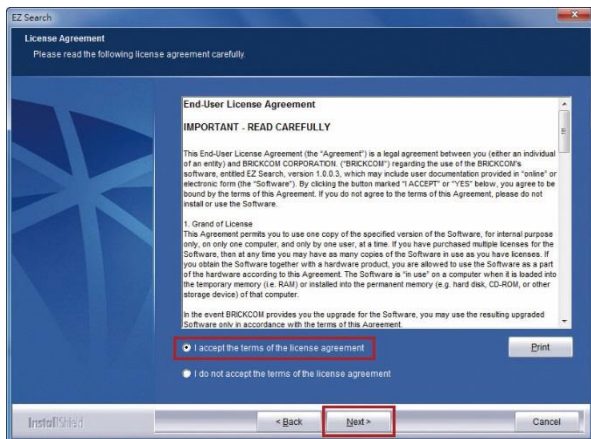 EZ Search
License Agreement
Please read the following license agreement carefully.
End-User License Agreement
IMPORTANT - READ CAREFULLY
This End-User License Agreement (the "Agreement") is a legal agreement between you (either an individual
of an entity) and BRICKCOM CORPORATION ("BRICKCOM") regarding the use of the BRICKCOM's
software, entitled EZ Search, version 1.0.0.3, which may include user documentation provided in "online" or
electronic form (the "Software"). By clicking the button marked "I ACCEPT" or "YES" below, you agree to be
bound by the terms of this Agreement. If you do not agree to the terms of this Agreement, please do not
install or use the Software.
1. Grand of License
This Agreement permits you to use one copy of the specified version of the Software, for internal purpose
only, on only one computer, and only by one user, at a time. If you have purchased multiple licenses for the
Software, then at any time you may have as many copies of the Software in use as you have licenses. If
you obtain the Software together with a hardware product, you are allowed to use the Software as a part
of the hardware according to this Agreement. The Software is "in use" on a computer when it is loaded into
the temporary memory (i.e. RAM) or installed into the permanent memory (e.g. hard disk, CD-ROM, or other
storage device) of that computer.
In the event BRICKCOM provides you the upgrade for the Software, you may use the resulting upgraded
Software only in accordance with the terms of this Agreement.
I accept the terms of the license agreement
Print
I do not accept the terms of the license agreement
InstallShield
< Back
Next >
Cancel